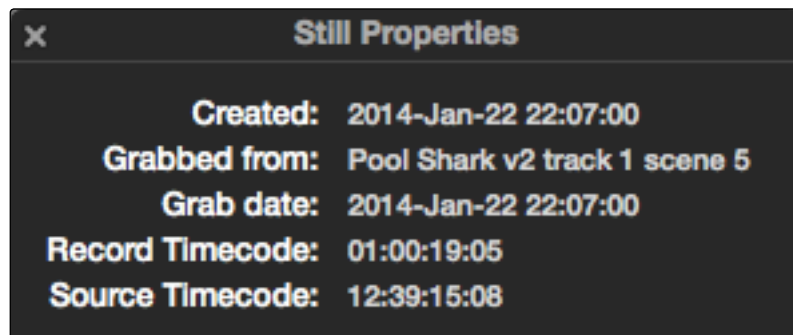 Still Properties
Created: 2014-Jan-22 22:07:00
Grabbed from: Pool Shark v2 track 1 scene 5
Grab date: 2014-Jan-22 22:07:00
Record Timecode: 01:00:19:05
Source Timecode: 12:39:15:08